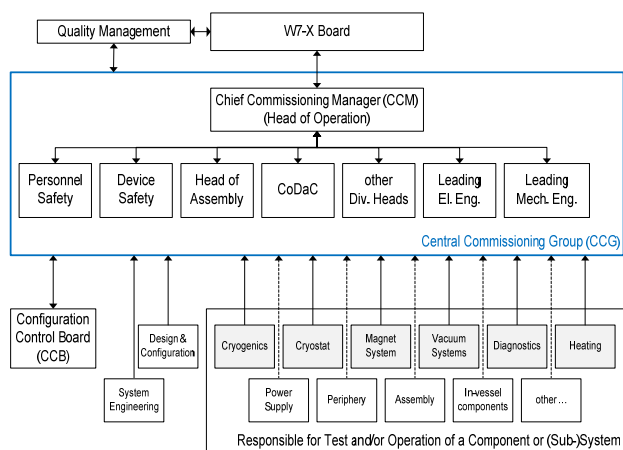 Quality Management
W7-X Board
Chief Commissioning Manager (CCM)
(Head of Operation)
Personnel
Safety
Device
Safety
Head of
Assembly
CoDaC
other
Div. Heads
Leading
El. Eng.
Leading
Mech. Eng.
Central Commissioning Group (CCG)
Configuration
Control Board
(CCB)
Design &
Configuration
System
Engineering
Cryogenics
Cryostat
Magnet
System
Vacuum
Systems
Diagnostics
Heating
Power
Supply
Periphery
Assembly
In-vessel
components
other ...
Responsible for Test and/or Operation of a Component or (Sub-)System